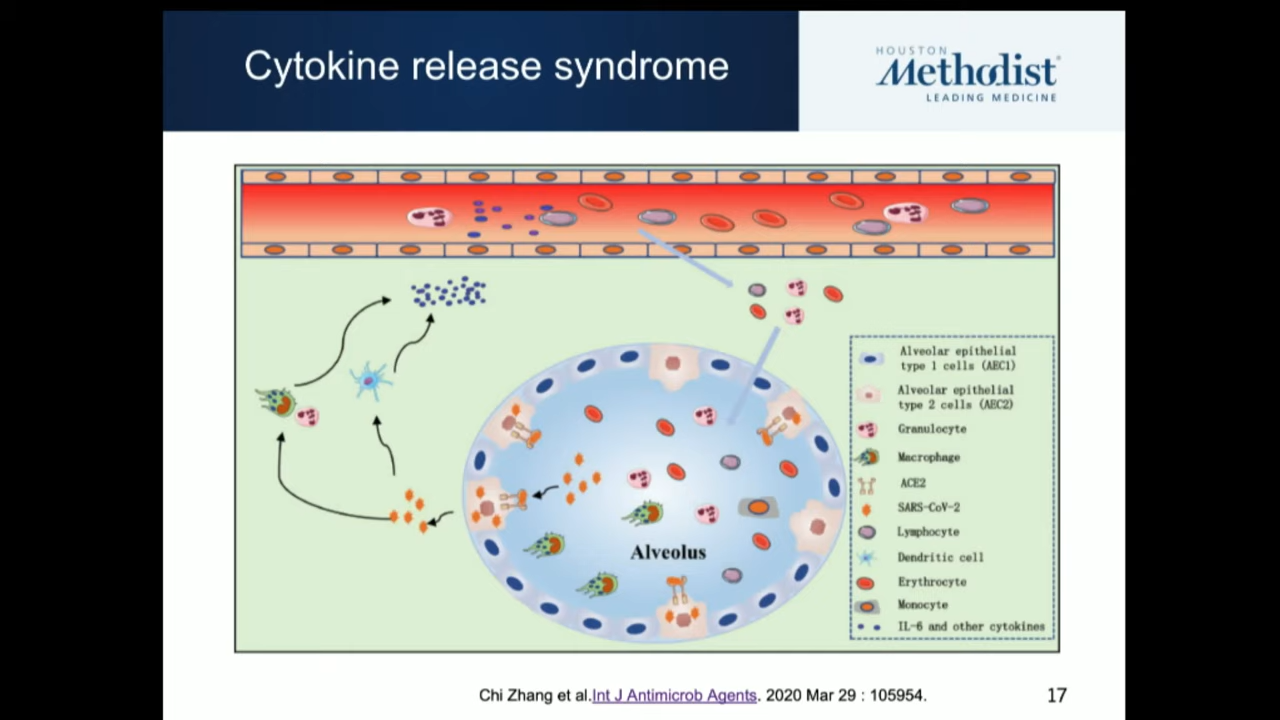 Cytokine release syndrome
HOUSTON
Methodist
LEADING MEDICINE
Alveolar epithelial
type 1 cells (AEC1)
Alveolar epithelial
type 2 cells (AEC2)
Granulocyte
Macrophage
ACE2
SARS-CoV-2
Lymphocyte
Dendritic cell
Erythrocyte
Monocyte
IL-6 and other cytokines
Alveolus
Chi Zhang et al.Int J Antimicrob Agents. 2020 Mar 29 : 105954.
17